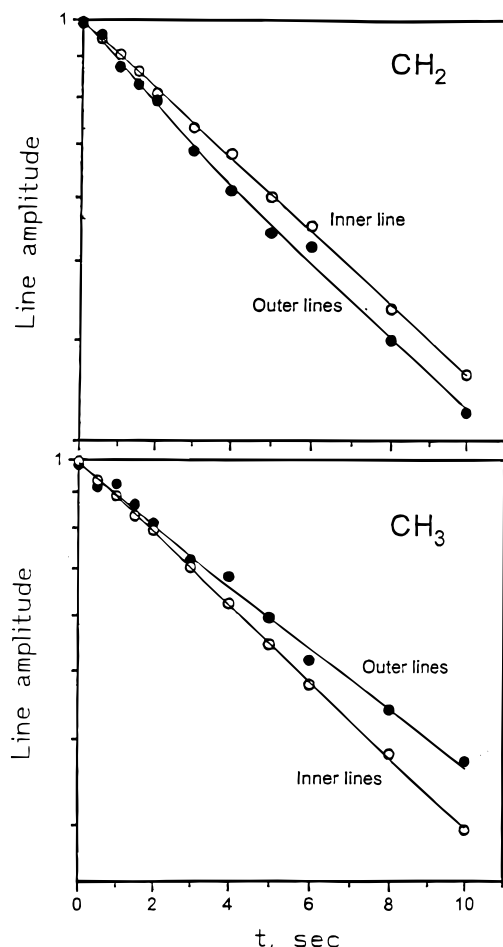 1
CH₂
Line amplitude
Inner line
Outer lines
1
CH₃
Line amplitude
Outer lines
Inner lines
0 2 4 6 8 10
t, sec